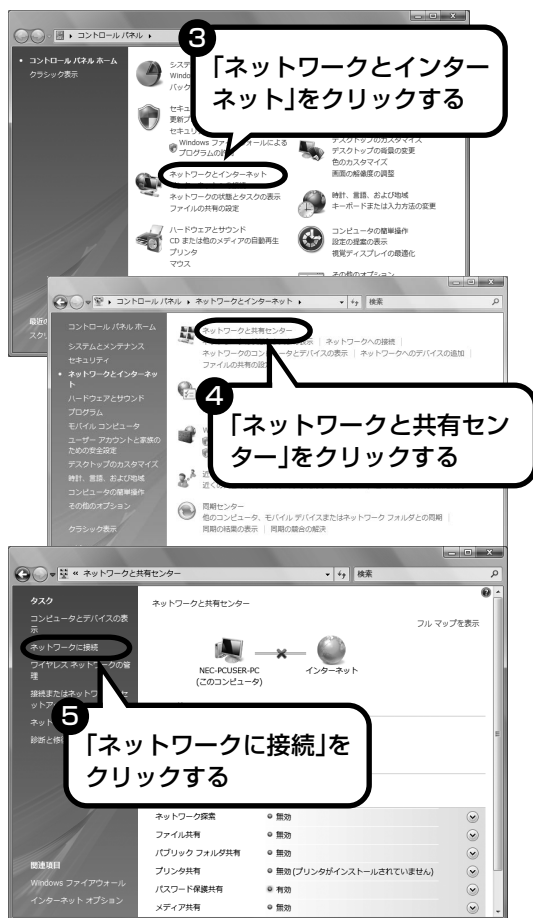 コントロール パネル
コントロール パネル ホーム
クラシック表示
❸
「ネットワークとインター
ネット」をクリックする
Windows ファイアウォールによる
デスクトップのカスタマイズ
デスクトップの背景の変更
色のカスタマイズ
画面の解像度の調整
ネットワークとインターネット
ネットワークの状態とタスクの表示
ファイルの共有の設定
時計、言語、および地域
キーボードまたは入力方法の変更
ハードウェアとサウンド
CD または他のメディアの自動再生
プリンタ
マウス
コンピュータの簡単操作
設定の提案の表示
視覚ディスプレイの最適化
その他のオプション
コントロール パネル ネットワークとインターネット 検索
コントロール パネル ホーム
システムとメンテナンス
セキュリティ
ネットワークとインターネッ
ト
ハードウェアとサウンド
プログラム
モバイル コンピュータ
ユーザー アカウントと家族の
ための安全設定
デスクトップのカスタマイズ
時計、言語、および地域
コンピュータの簡単操作
その他のオプション
クラシック表示
ネットワークと共有センター
ネットワークへの接続
ネットワークのコンピュータとデバイスの表示 ネットワークへのデバイスの追加
ファイルの共有の設定
❹
「ネットワークと共有セン
ター」をクリックする
同期センター
他のコンピュータ、モバイル デバイスまたはネットワーク フォルダとの同期
同期の結果の表示 同期の競合の解決
« ネットワークと共有センター 検索
タスク
コンピュータとデバイスの表
示
ネットワークに接続
ワイヤレス ネットワークの管
理
ネットワークと共有センター
フル マップを表示
NEC-PCUSER-
PC
(このコンピュータ)
インターネット
❺
「ネットワークに接続」を
クリックする
ネットワーク探索 無効
ファイル共有 無効
パブリック フォルダ共有 無効
プリンタ共有 無効(プリンタがインストールされていません)
パスワード保護共有 有効
メディア共有 無効
関連項目
Windows ファイアウォール
インターネット オプション